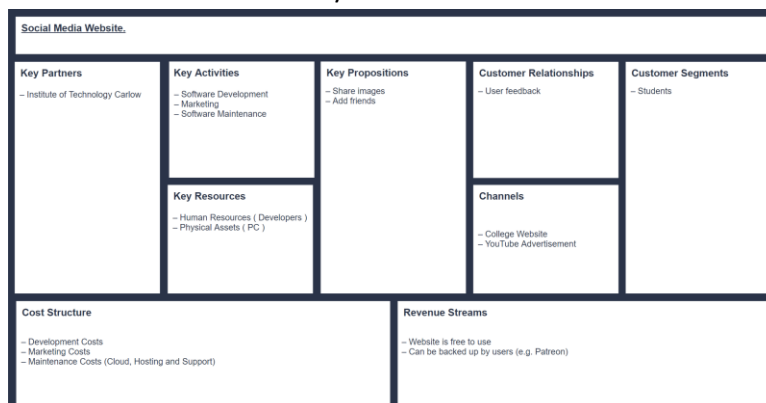 Social Media Website.
Key Partners
– Institute of Technology Carlow
Key Activities
– Software Development
– Marketing
– Software Maintenance
Key Resources
– Human Resources ( Developers )
– Physical Assets ( PC )
Key Propositions
– Share images
– Add friends
Customer Relationships
– User feedback
Channels
– College Website
– YouTube Advertisement
Customer Segments
– Students
Cost Structure
– Development Costs
– Marketing Costs
– Maintenance Costs (Cloud, Hosting and Support)
Revenue Streams
– Website is free to use
– Can be backed up by users (e.g. Patreon)